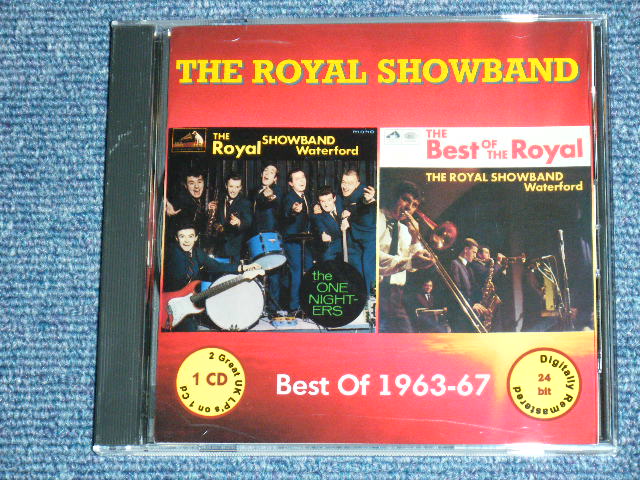 THE ROYAL SHOWBAND
THE
Royal SHOWBAND
Waterford
mono
the
ONE
NIGHT-
ERS
THE
Best OF THE Royal
THE ROYAL SHOWBAND
Waterford
2 Great UK LP's on 1 Cd
1 CD
Best Of 1963-67
Digitally Remastered
24
bit